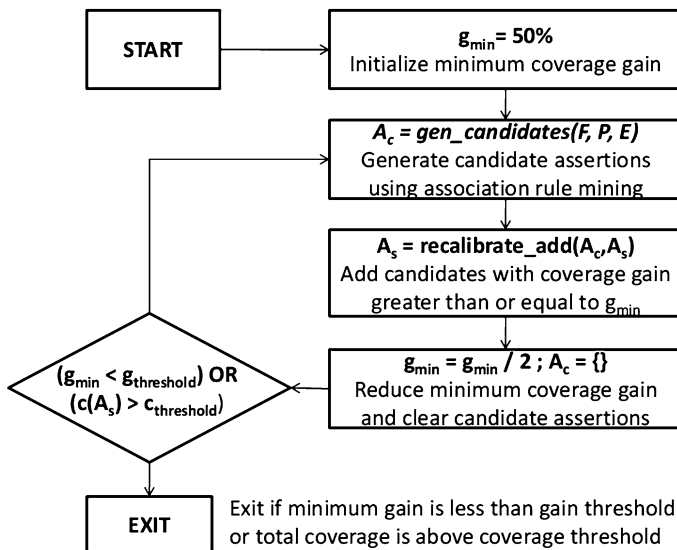 START
g_min = 50%
Initialize minimum coverage gain
A_c = gen_candidates(F, P, E)
Generate candidate assertions
using association rule mining
A_s = recalibrate_add(A_c,A_s)
Add candidates with coverage gain
greater than or equal to g_min
g_min = g_min / 2 ; A_c = {}
Reduce minimum coverage gain
and clear candidate assertions
(g_min < g_threshold) OR
(c(A_s) > c_threshold)
EXIT
Exit if minimum gain is less than gain threshold
or total coverage is above coverage threshold